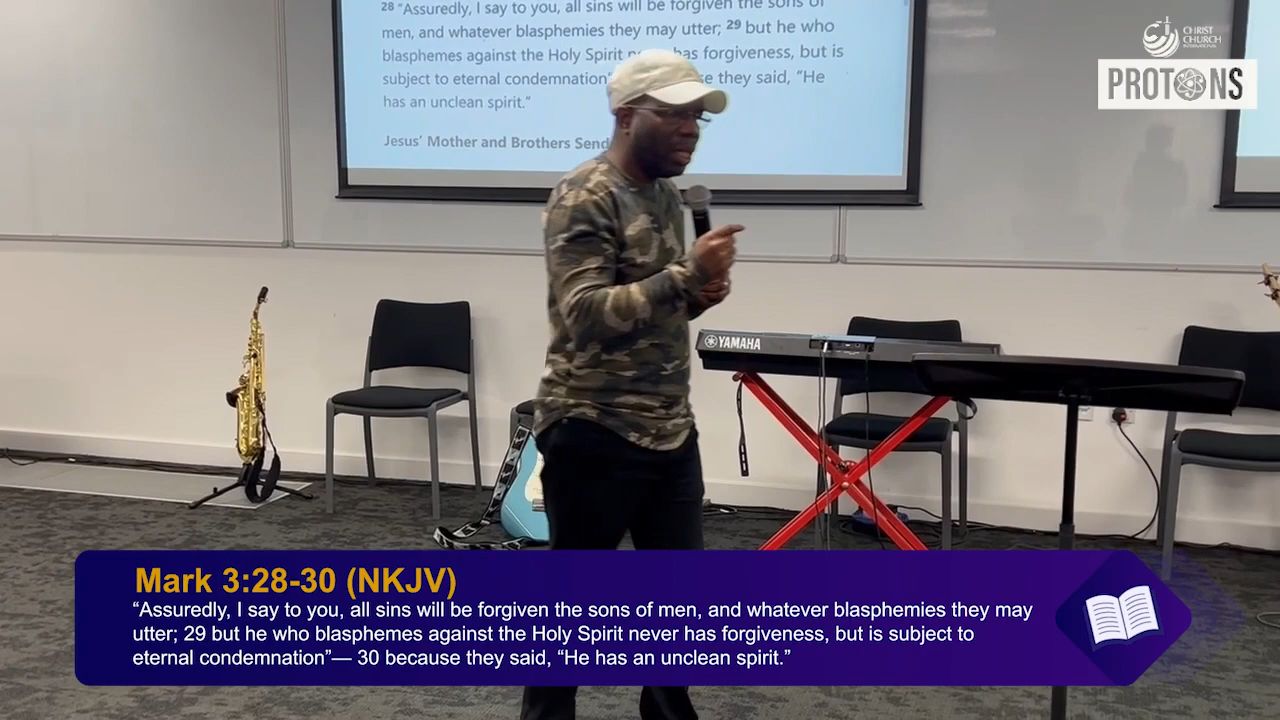 28 “Assuredly, I say to you, all sins will be forgiven the sons of
men, and whatever blasphemies they may utter; 29 but he who
blasphemes against the Holy Spirit has forgiveness, but is
subject to eternal condemnation” they said, “He
has an unclean spirit.”
Jesus’ Mother and Brothers Send
CHRIST
CHURCH
INTERNATIONAL
PROTONS
YAMAHA
Mark 3:28-30 (NKJV)
“Assuredly, I say to you, all sins will be forgiven the sons of men, and whatever blasphemies they may
utter; 29 but he who blasphemes against the Holy Spirit never has forgiveness, but is subject to
eternal condemnation”— 30 because they said, “He has an unclean spirit.”